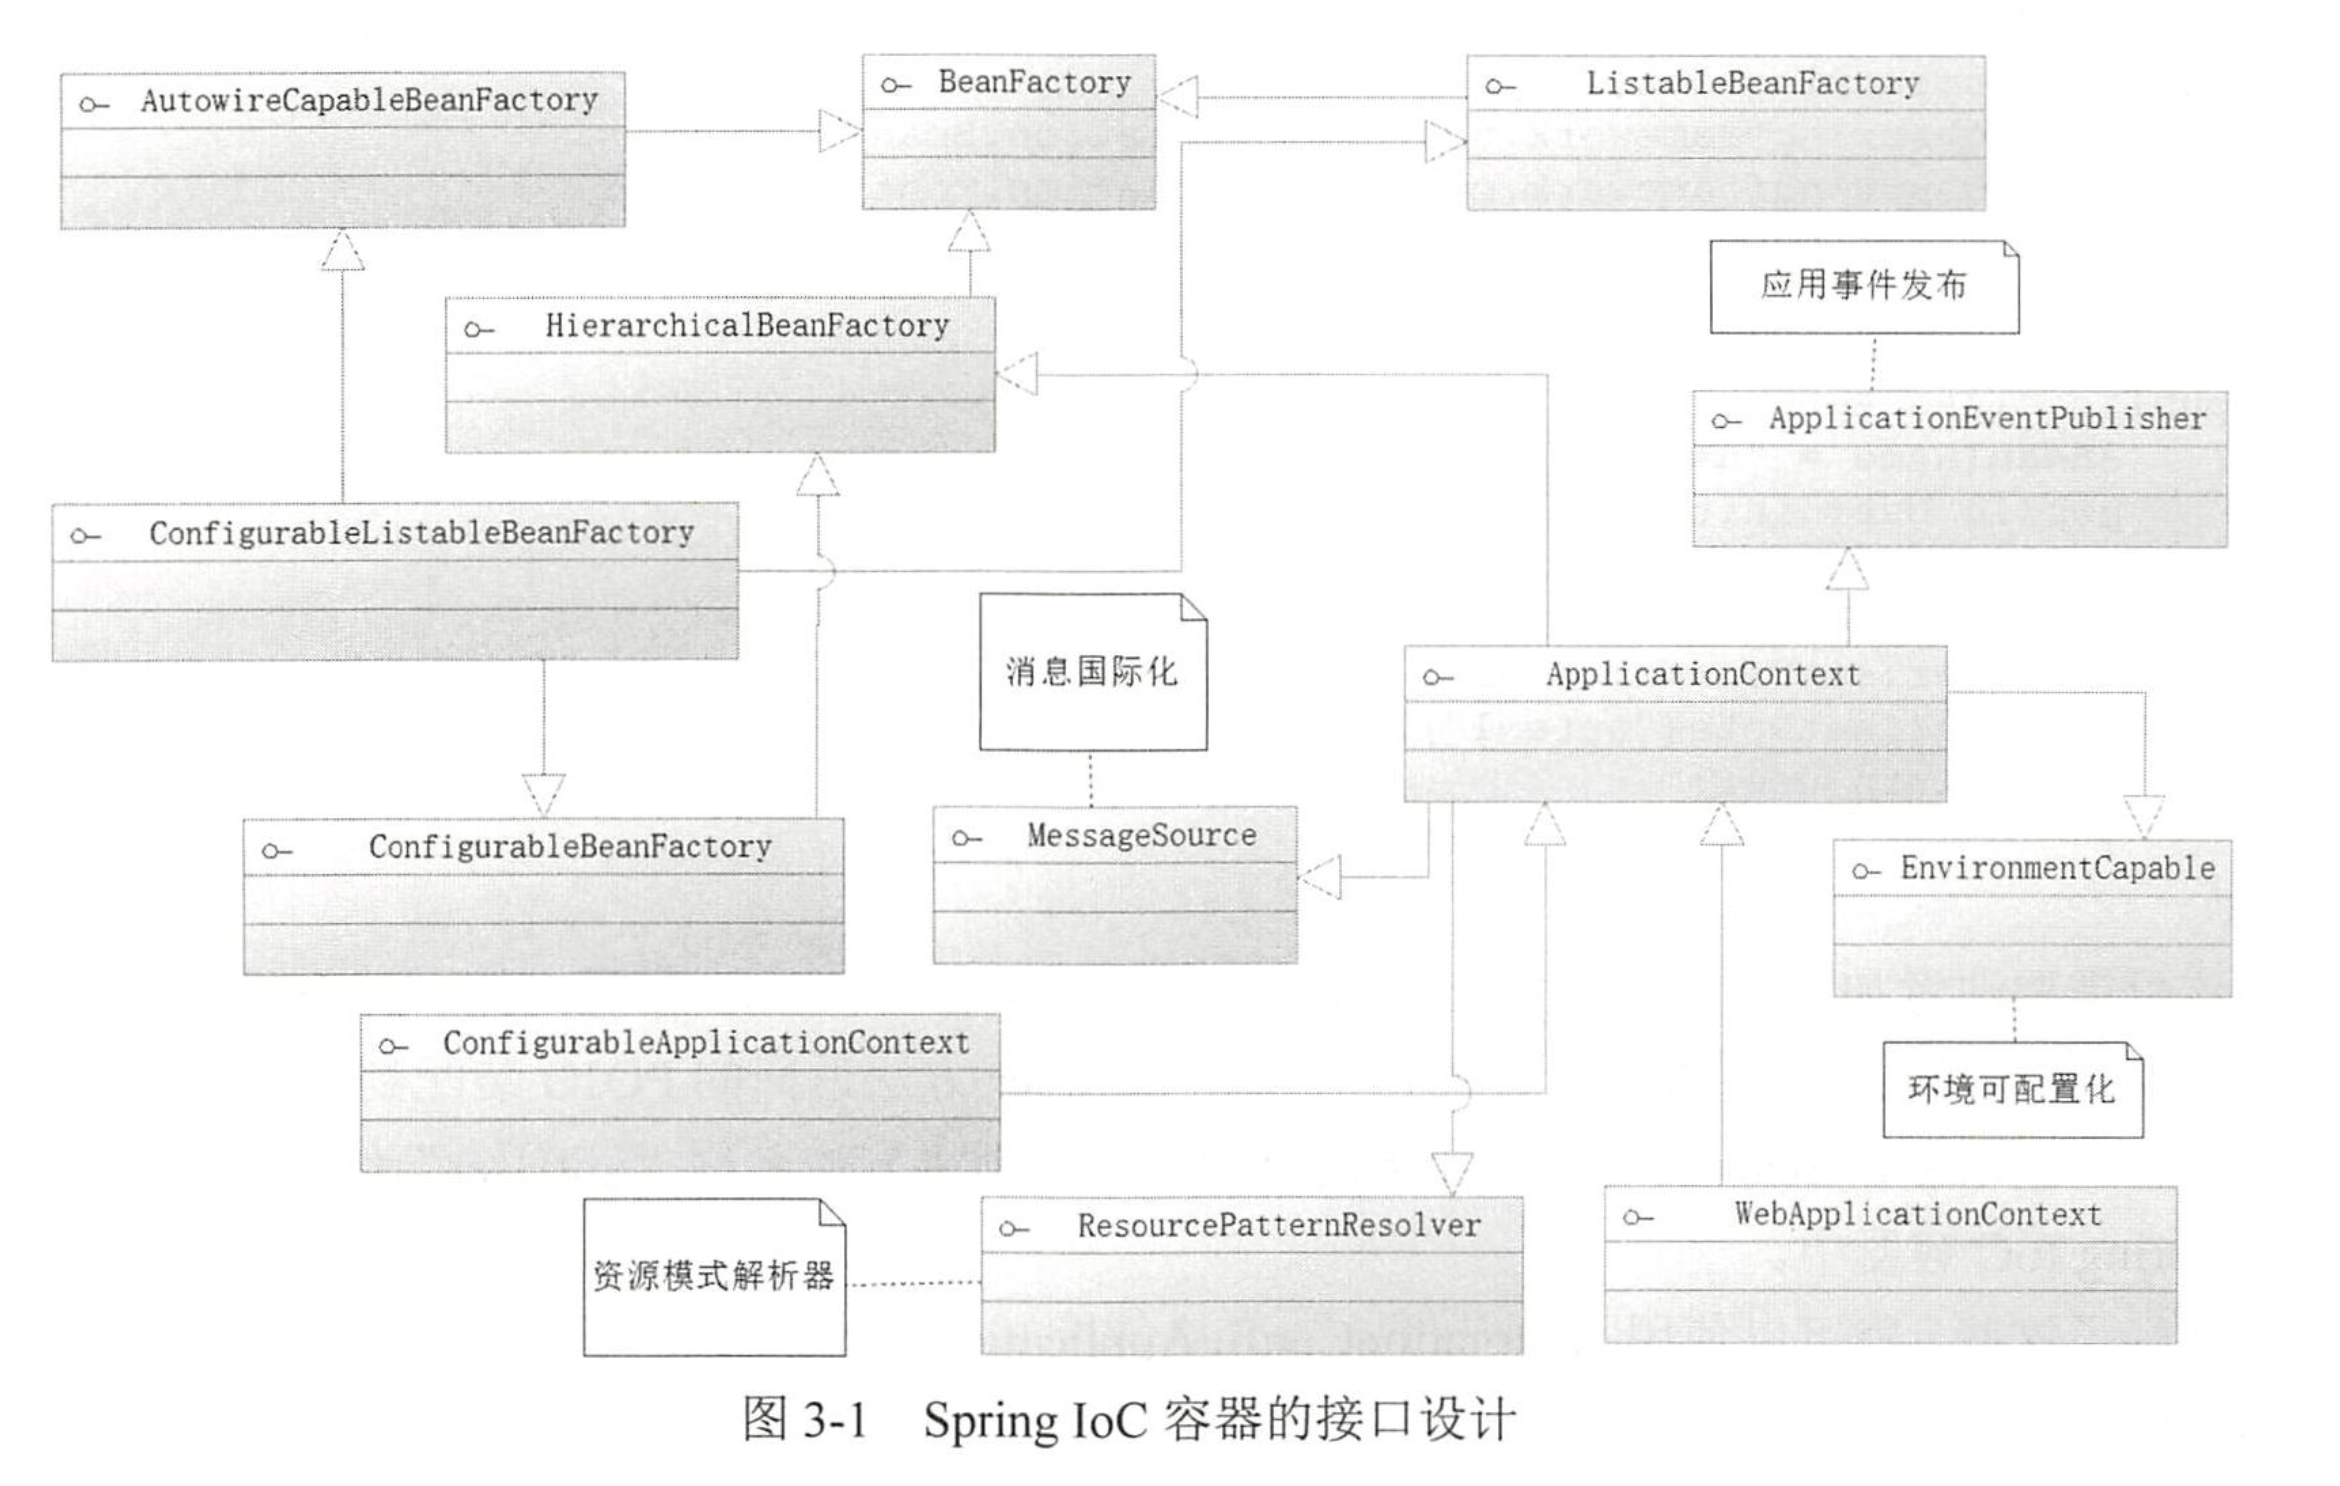 AutowireCapableBeanFactory
BeanFactory
ListableBeanFactory
应用事件发布
HierarchicalBeanFactory
ApplicationEventPublisher
ConfigurableListableBeanFactory
消息国际化
ApplicationContext
ConfigurableBeanFactory
MessageSource
EnvironmentCapable
ConfigurableApplicationContext
环境可配置化
资源模式解析器
ResourcePatternResolver
WebApplicationContext
图 3-1 Spring IoC 容器的接口设计